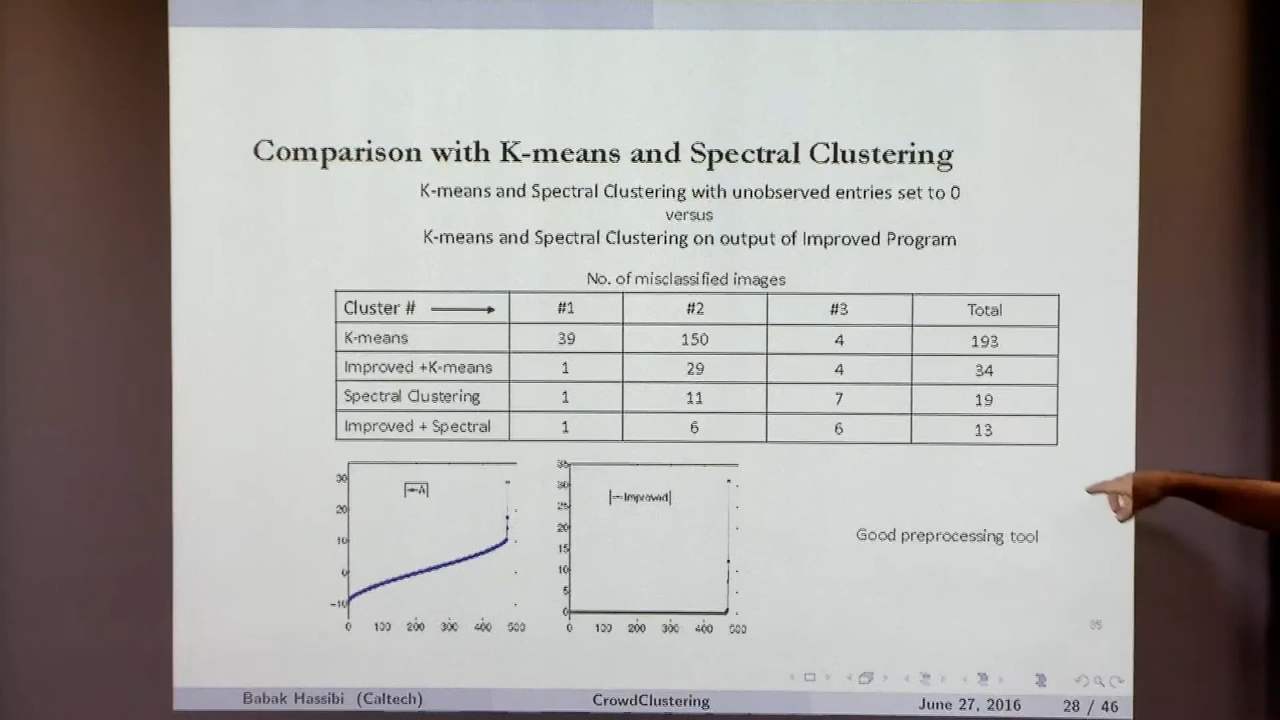 Comparison with K-means and Spectral Clustering
K-means and Spectral Clustering with unobserved entries set to 0
versus
K-means and Spectral Clustering on output of Improved Program
No. of misclassified images
Cluster # #1 #2 #3 Total
K-means 39 150 4 193
Improved +K-means 1 29 4 34
Spectral Clustering 1 11 7 19
Improved + Spectral 1 6 6 13
30
20
10
0
-10
A
0 100 200 300 400 500
35
30
25
20
15
10
5
0
Improved
0 100 200 300 400 500
Good preprocessing tool
35
Babak Hassibi (Caltech) CrowdClustering June 27, 2016 28 / 46